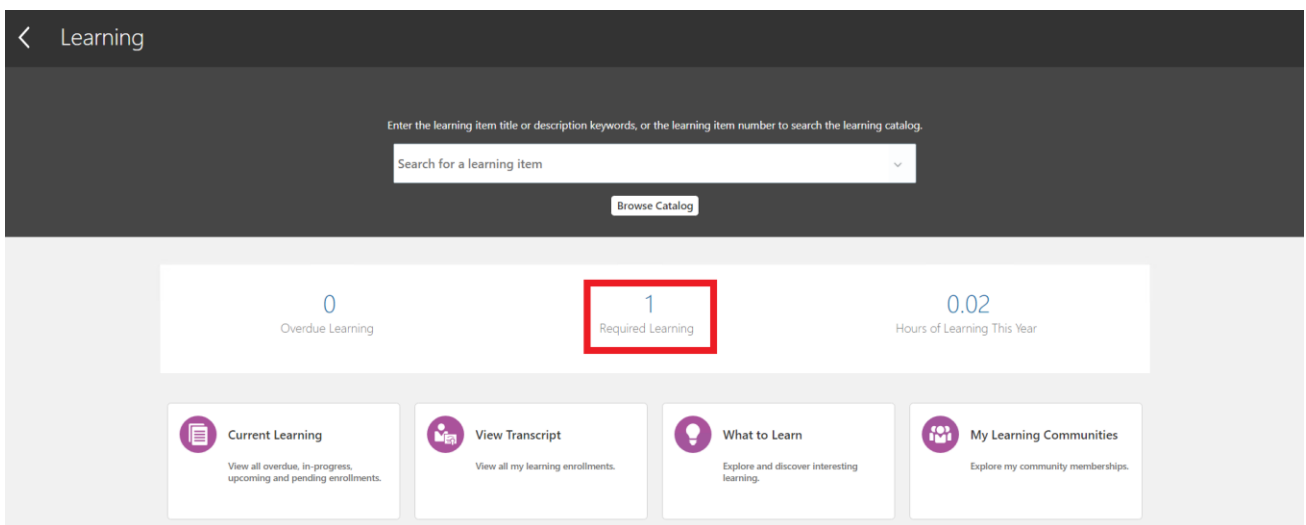 Learning
Enter the learning item title or description keywords, or the learning item number to search the learning catalog.
Search for a learning item
Browse Catalog
0
Overdue Learning
1
Required Learning
0.02
Hours of Learning This Year
Current Learning
View all overdue, in-progress,
upcoming and pending enrollments.
View Transcript
View all my learning enrollments.
What to Learn
Explore and discover interesting
learning.
My Learning Communities
Explore my community memberships.